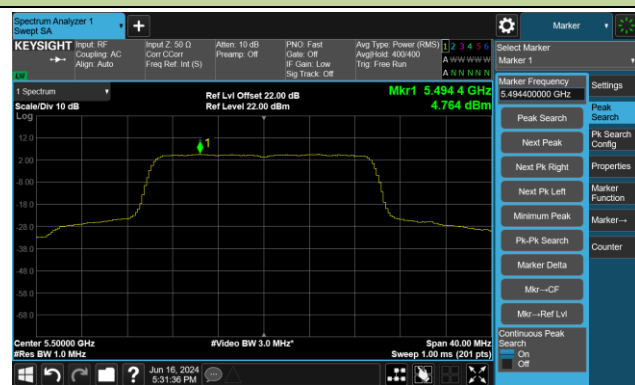 Spectrum Analyzer 1
Swept SA
+
Marker
KEYSIGHT
Input: RF
Coupling: AC
Align: Auto
Input Z: 50 Ω
Corr CCorr
Freq Ref: Int (S)
Atten: 10 dB
Preamp: Off
PNO: Fast
Gate: Off
IF Gain: Low
Sig Track: Off
Avg Type: Power (RMS)
Avg|Hold: 400/400
Trig: Free Run
1 2 3 4 5 6
A W W W W W
A N N N N N
LW
Select Marker
Marker 1
1 Spectrum
Scale/Div 10 dB
Log
Ref Lvl Offset 22.00 dB
Ref Level 22.00 dBm
Mkr1 5.494 4 GHz
4.764 dBm
1
12.0
2.00
-8.00
-18.0
-28.0
-38.0
-48.0
-58.0
-68.0
Center 5.50000 GHz
#Res BW 1.0 MHz
#Video BW 3.0 MHz*
Span 40.00 MHz
Sweep 1.00 ms (201 pts)
Marker Frequency
5.494400000 GHz
Peak Search
Next Peak
Next Pk Right
Next Pk Left
Minimum Peak
Pk-Pk Search
Marker Delta
Mkr→CF
Mkr→Ref Lvl
Continuous Peak
Search
On
Off
Settings
Peak
Search
Pk Search
Config
Properties
Marker
Function
Marker→
Counter
?
Jun 16, 2024
5:31:36 PM